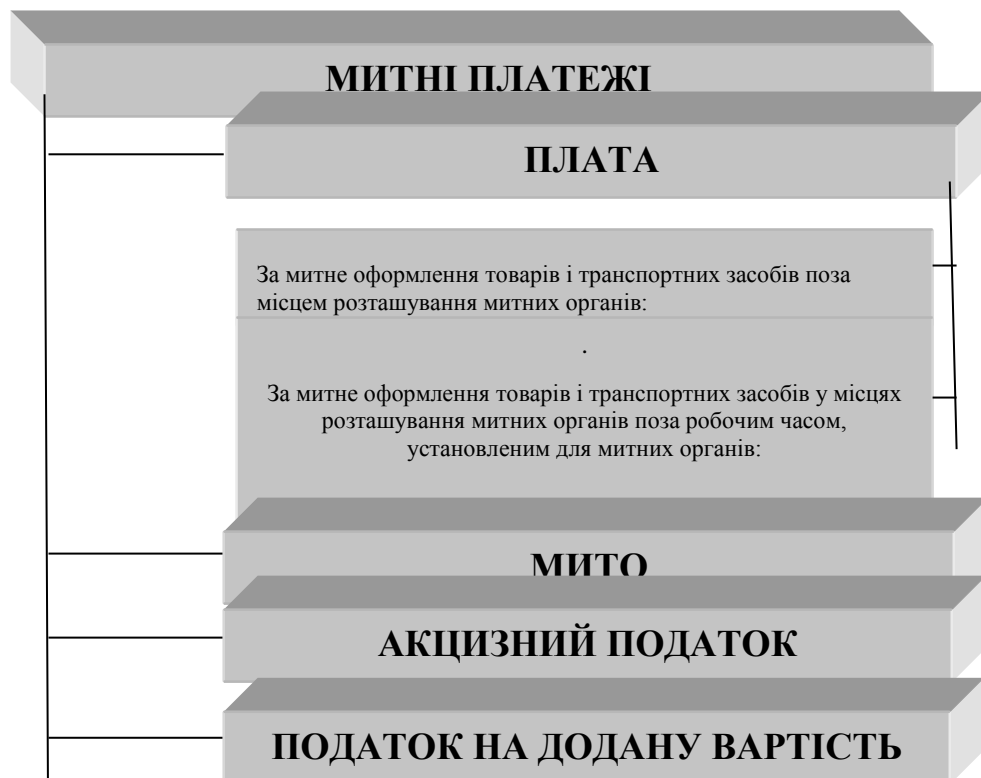 МИТНІ ПЛАТЕЖІ
ПЛАТА
За митне оформлення товарів і транспортних засобів поза
місцем розташування митних органів:
.
За митне оформлення товарів і транспортних засобів у місцях
розташування митних органів поза робочим часом,
установленим для митних органів:
МИТО
АКЦИЗНИЙ ПОДАТОК
ПОДАТОК НА ДОДАНУ ВАРТІСТЬ